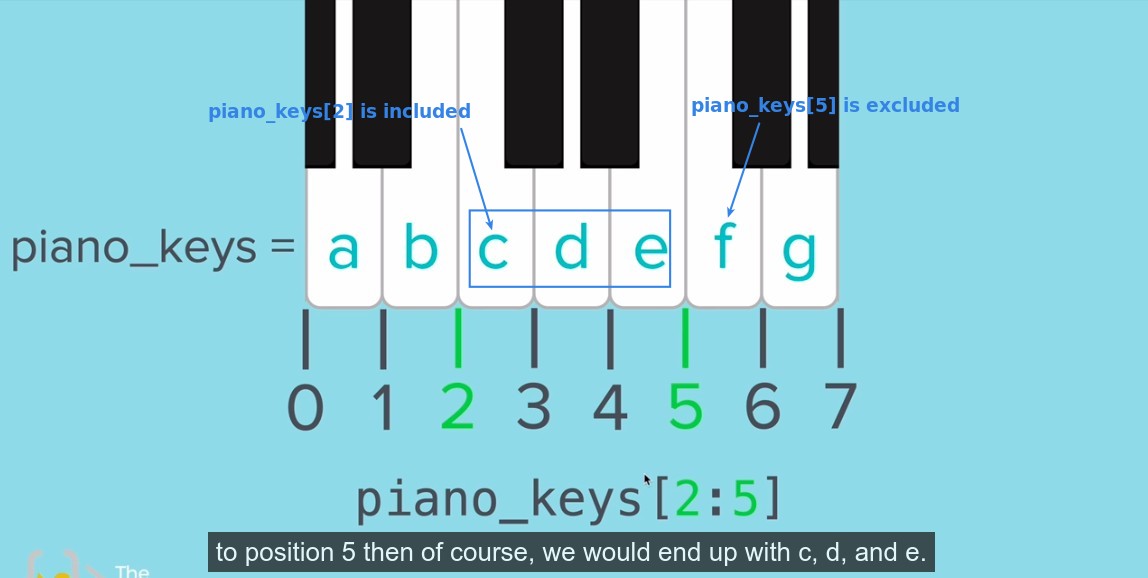 piano_keys[2] is included
piano_keys[5] is excluded
piano_keys = a b c d e f g
0 1 2 3 4 5 6 7
piano_keys[2:5]
to position 5 then of course, we would end up with c, d, and e.
The